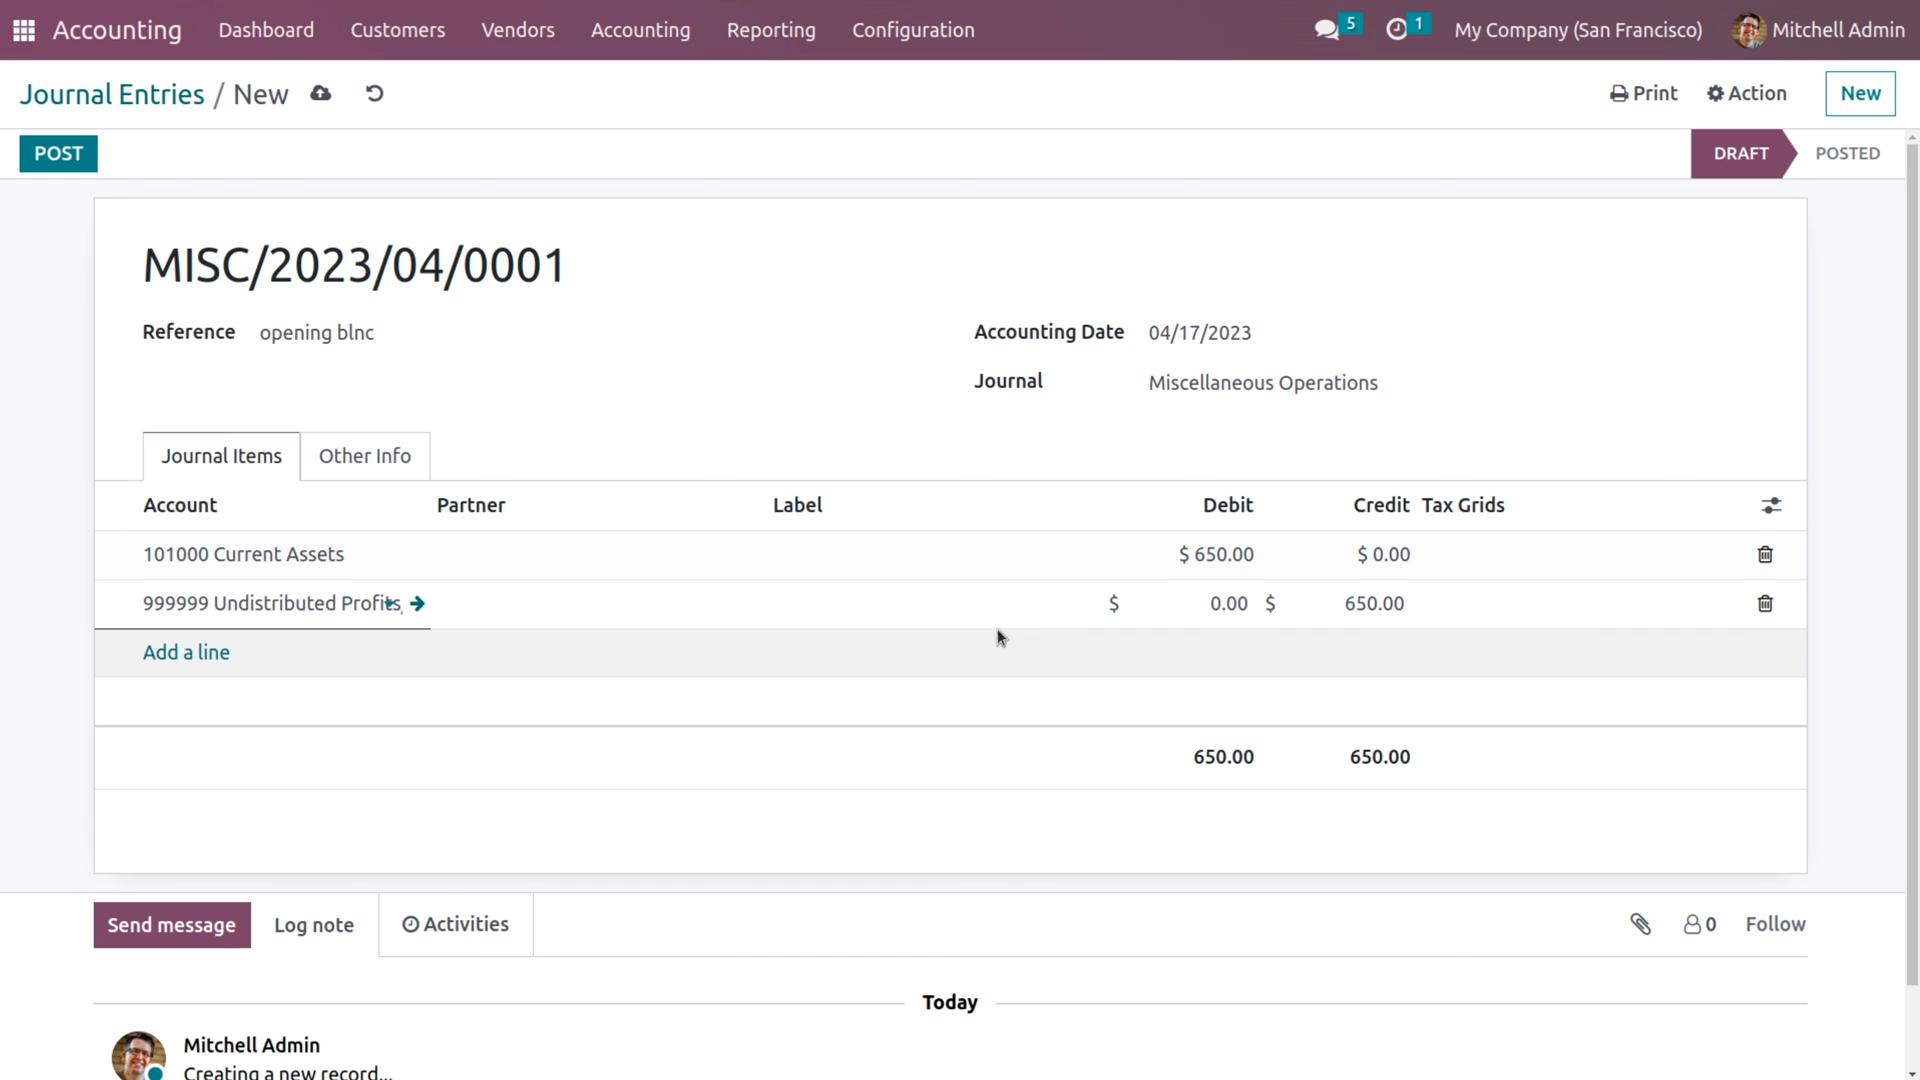 Accounting Dashboard Customers Vendors Accounting Reporting Configuration 5 1 My Company (San Francisco) Mitchell Admin
Journal Entries / New Print Action New
POST DRAFT POSTED
MISC/2023/04/0001
Reference opening blnc Accounting Date 04/17/2023
Journal Miscellaneous Operations
Journal Items Other Info
Account Partner Label Debit Credit Tax Grids
101000 Current Assets $ 650.00 $ 0.00
999999 Undistributed Profits $ 0.00 $ 650.00
Add a line
650.00 650.00
Send message Log note Activities 0 Follow
Today
Mitchell Admin
Creating a new record...